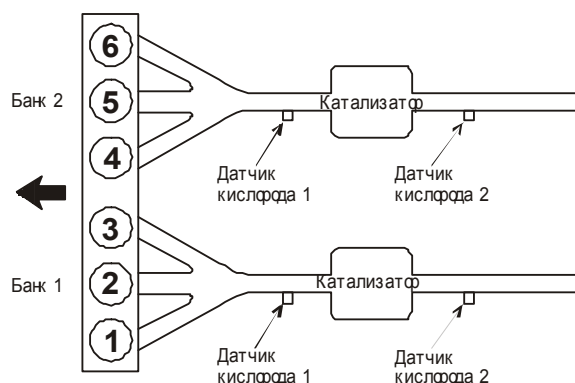 6
Банк 2
5
Катализатор
4
Датчик
кислорода 1
Датчик
кислорода 2
3
Банк 1
2
Катализатор
1
Датчик
кислорода 1
Датчик
кислорода 2